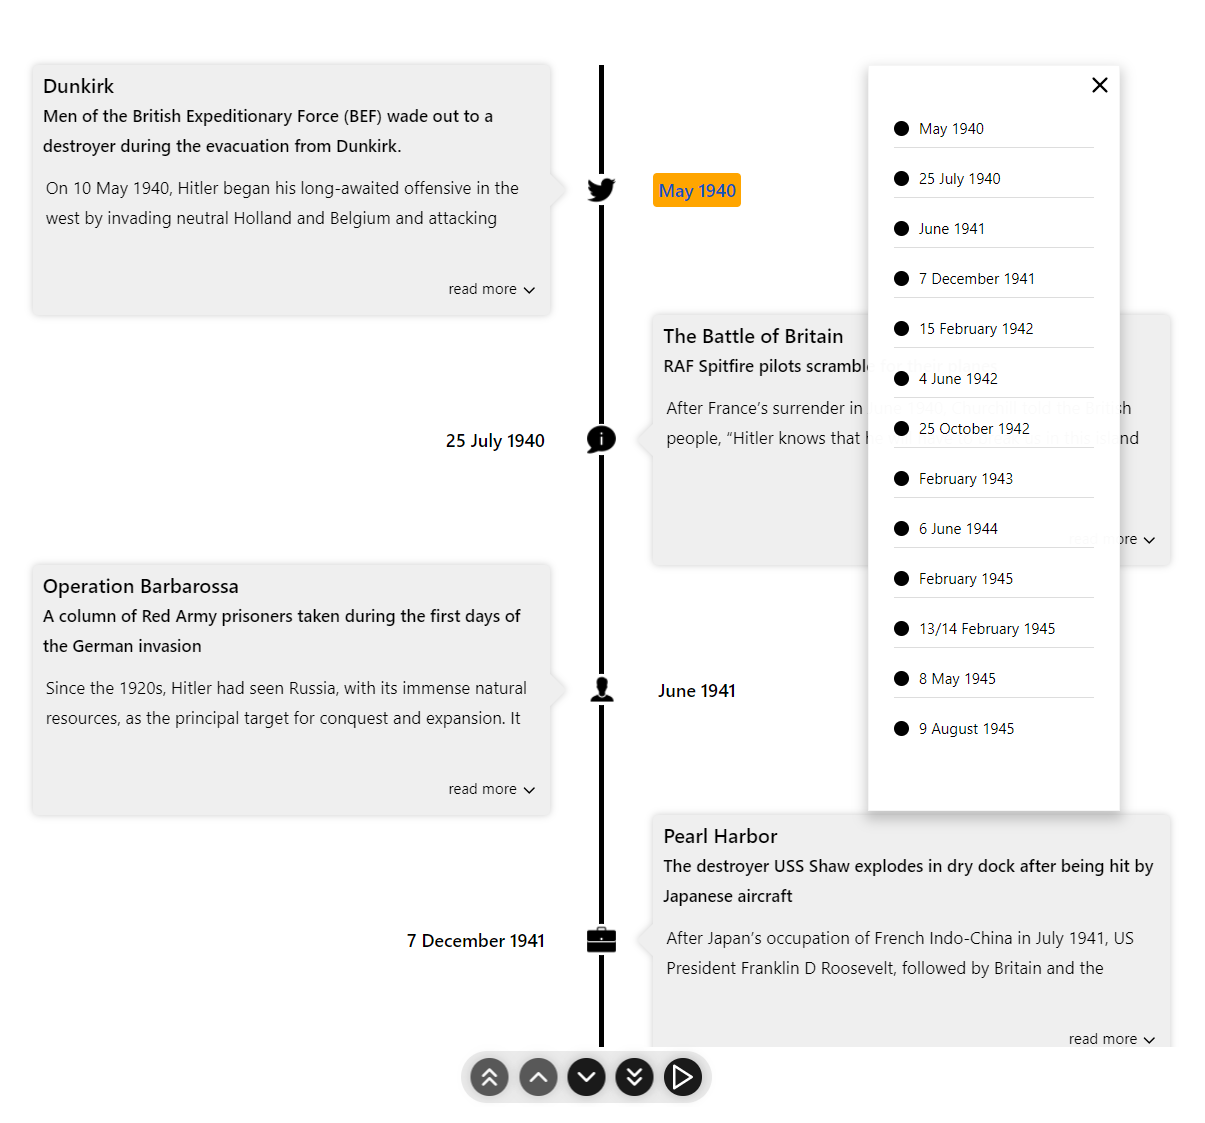 Dunkirk
Men of the British Expeditionary Force (BEF) wade out to a
destroyer during the evacuation from Dunkirk.
On 10 May 1940, Hitler began his long-awaited offensive in the
west by invading neutral Holland and Belgium and attacking
read more
May 1940
The Battle of Britain
RAF Spitfire pilots scramble
After France’s surrender in
people, “Hitler knows that
25 July 1940
Operation Barbarossa
A column of Red Army prisoners taken during the first days of
the German invasion
Since the 1920s, Hitler had seen Russia, with its immense natural
resources, as the principal target for conquest and expansion. It
read more
June 1941
Pearl Harbor
The destroyer USS Shaw explodes in dry dock after being hit by
Japanese aircraft
After Japan’s occupation of French Indo-China in July 1941, US
President Franklin D Roosevelt, followed by Britain and the
read more
7 December 1941
May 1940
25 July 1940
June 1941
7 December 1941
15 February 1942
4 June 1942
25 October 1942
February 1943
6 June 1944
February 1945
13/14 February 1945
8 May 1945
9 August 1945